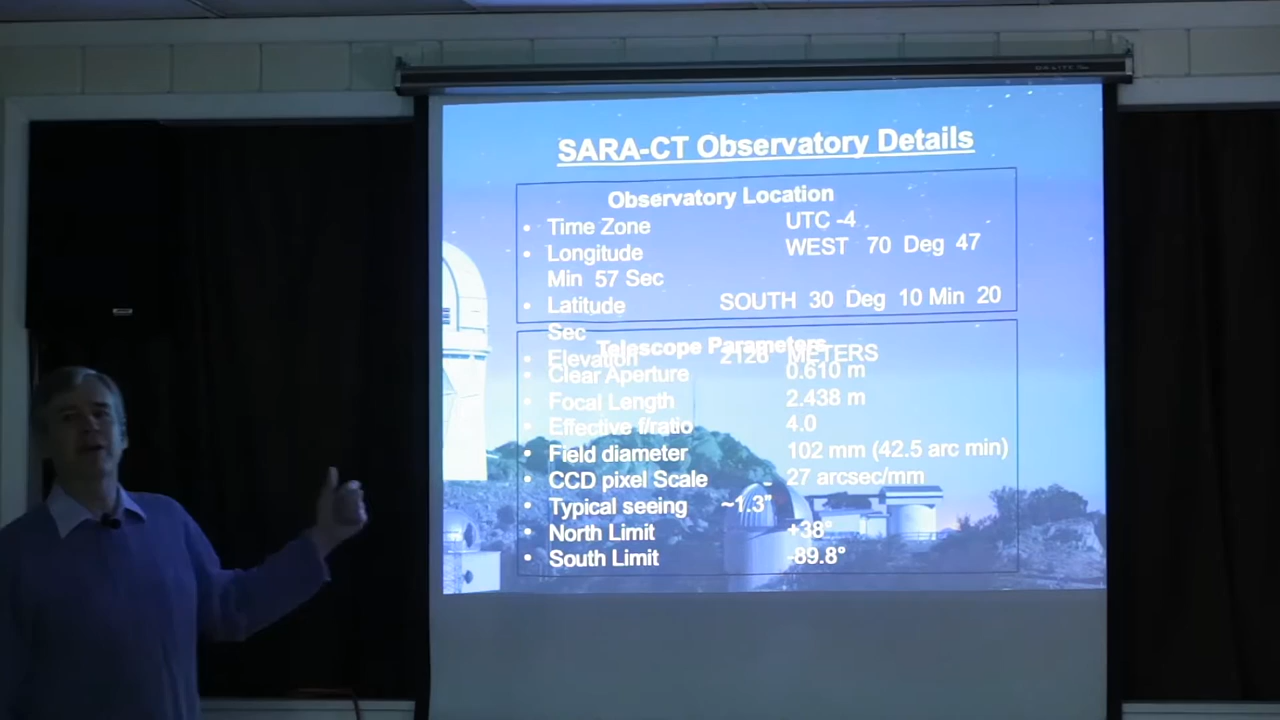 SARA-CT Observatory Details
Observatory Location
• Time Zone UTC -4
• Longitude WEST 70 Deg 47
Min 57 Sec
• Latitude SOUTH 30 Deg 10 Min 20
Sec
Telescope Parameters
• Elevation 2126 METERS
• Clear Aperture 0.610 m
• Focal Length 2.438 m
• Effective f/ratio 4.0
• Field diameter 102 mm (42.5 arc min)
• CCD pixel Scale - 27 arcsec/mm
• Typical seeing ~1.3"
• North Limit +38°
• South Limit -89.8°